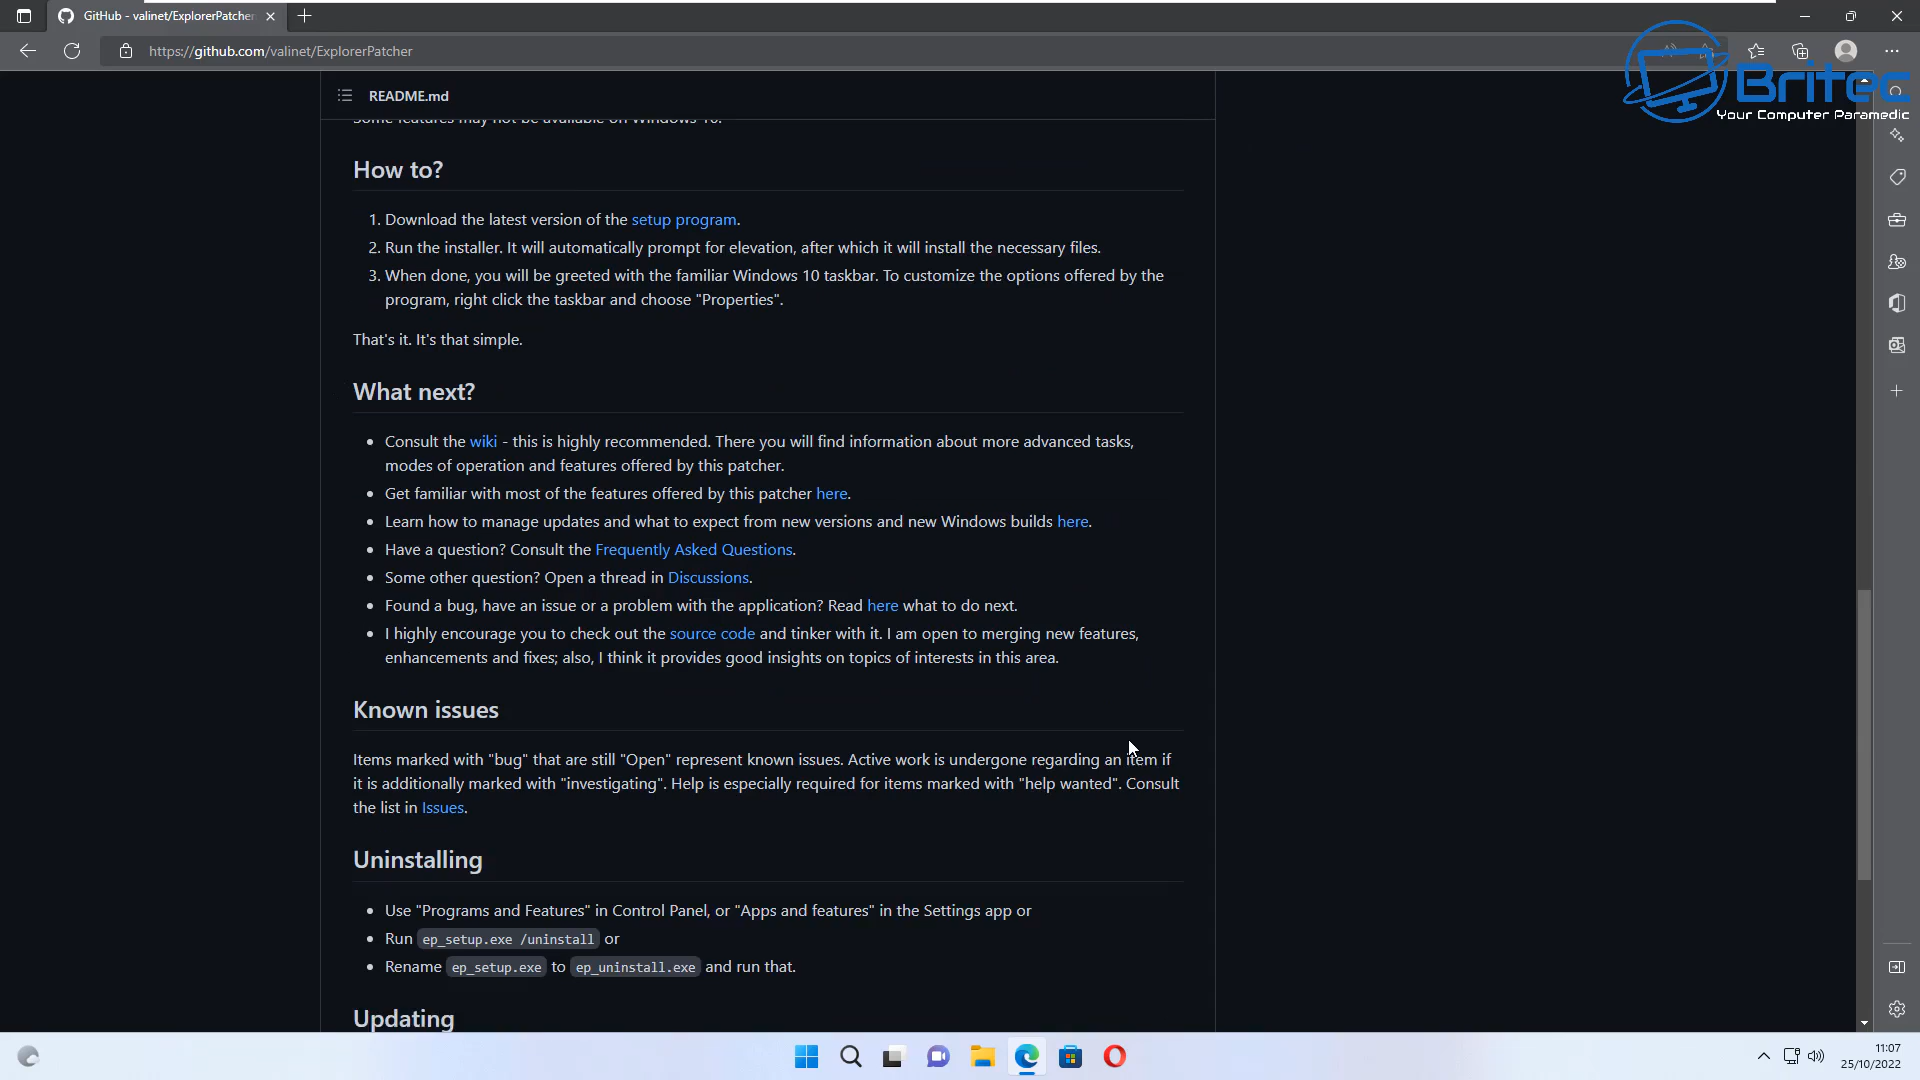 GitHub - valinet/ExplorerPatcher
https://github.com/valinet/ExplorerPatcher
Britec
Your Computer Paramedic
README.md
Some features may not be available on Windows 10.
How to?
1. Download the latest version of the setup program.
2. Run the installer. It will automatically prompt for elevation, after which it will install the necessary files.
3. When done, you will be greeted with the familiar Windows 10 taskbar. To customize the options offered by the
program, right click the taskbar and choose "Properties".
That's it. It's that simple.
What next?
• Consult the wiki - this is highly recommended. There you will find information about more advanced tasks,
modes of operation and features offered by this patcher.
• Get familiar with most of the features offered by this patcher here.
• Learn how to manage updates and what to expect from new versions and new Windows builds here.
• Have a question? Consult the Frequently Asked Questions.
• Some other question? Open a thread in Discussions.
• Found a bug, have an issue or a problem with the application? Read here what to do next.
• I highly encourage you to check out the source code and tinker with it. I am open to merging new features,
enhancements and fixes; also, I think it provides good insights on topics of interests in this area.
Known issues
Items marked with "bug" that are still "Open" represent known issues. Active work is undergone regarding an item if
it is additionally marked with "investigating". Help is especially required for items marked with "help wanted". Consult
the list in Issues.
Uninstalling
• Use "Programs and Features" in Control Panel, or "Apps and features" in the Settings app or
• Run ep_setup.exe /uninstall or
• Rename ep_setup.exe to ep_uninstall.exe and run that.
Updating
11:07
25/10/2022